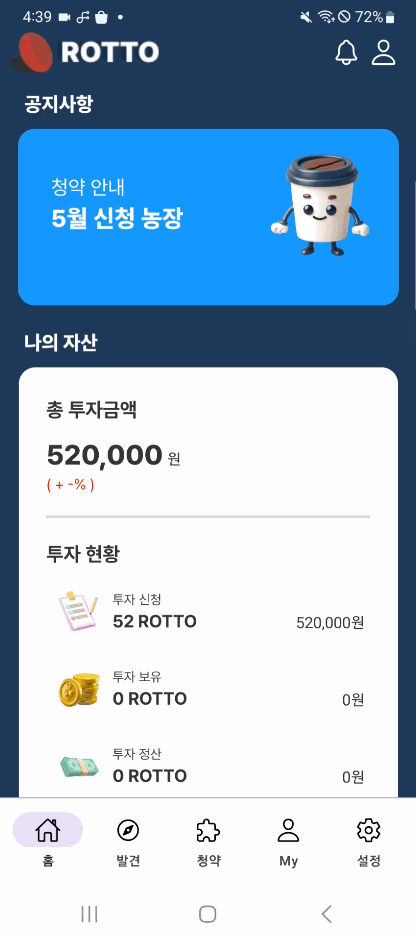 4:39
72%
ROTTO
공지사항
청약 안내
5월 신청 농장
나의 자산
총 투자금액
520,000 원
( + -% )
투자 현황
투자 신청
52 ROTTO
520,000원
투자 보유
0 ROTTO
0원
투자 정산
0 ROTTO
0원
홈 발견 청약 My 설정